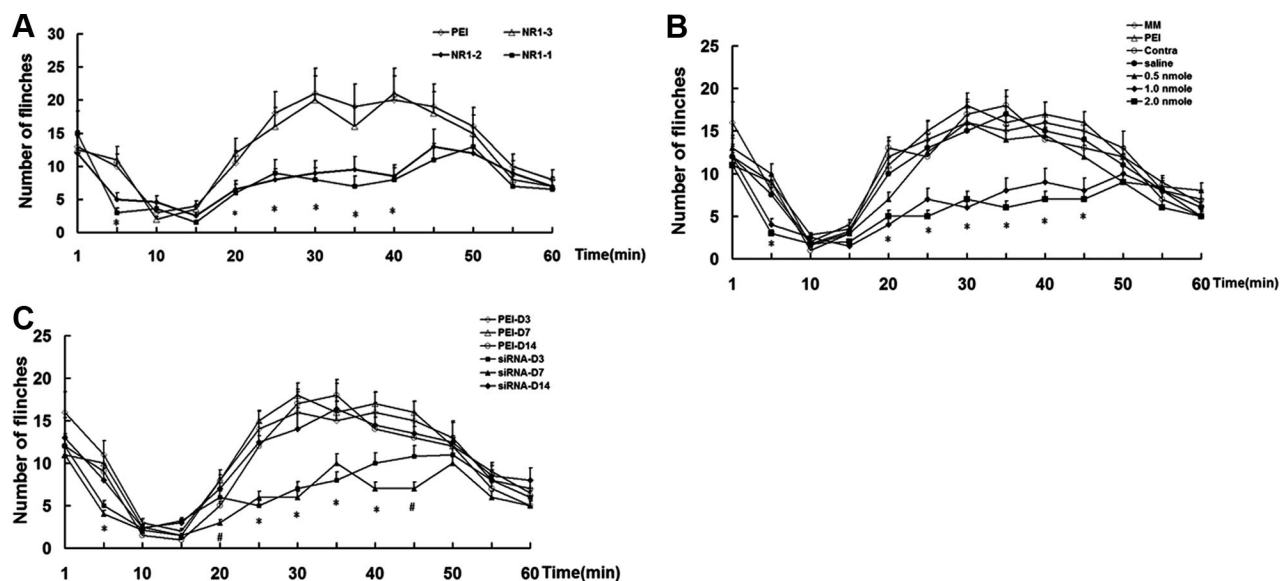 A
Number of flinches
30
25
20
15
10
5
0
1 10 20 30 40 50 60 Time(min)
PEI NR1-3
NR1-2 NR1-1
* * * * * *
B
Number of flinches
25
20
15
10
5
0
1 10 20 30 40 50 60 Time(min)
MM
PEI
Contra
saline
0.5 nmole
1.0 nmole
2.0 nmole
* * * * * * *
C
Number of flinches
25
20
15
10
5
0
1 10 20 30 40 50 60 Time(min)
PEI-D3
PEI-D7
PEI-D14
siRNA-D3
siRNA-D7
siRNA-D14
* # * * * * #